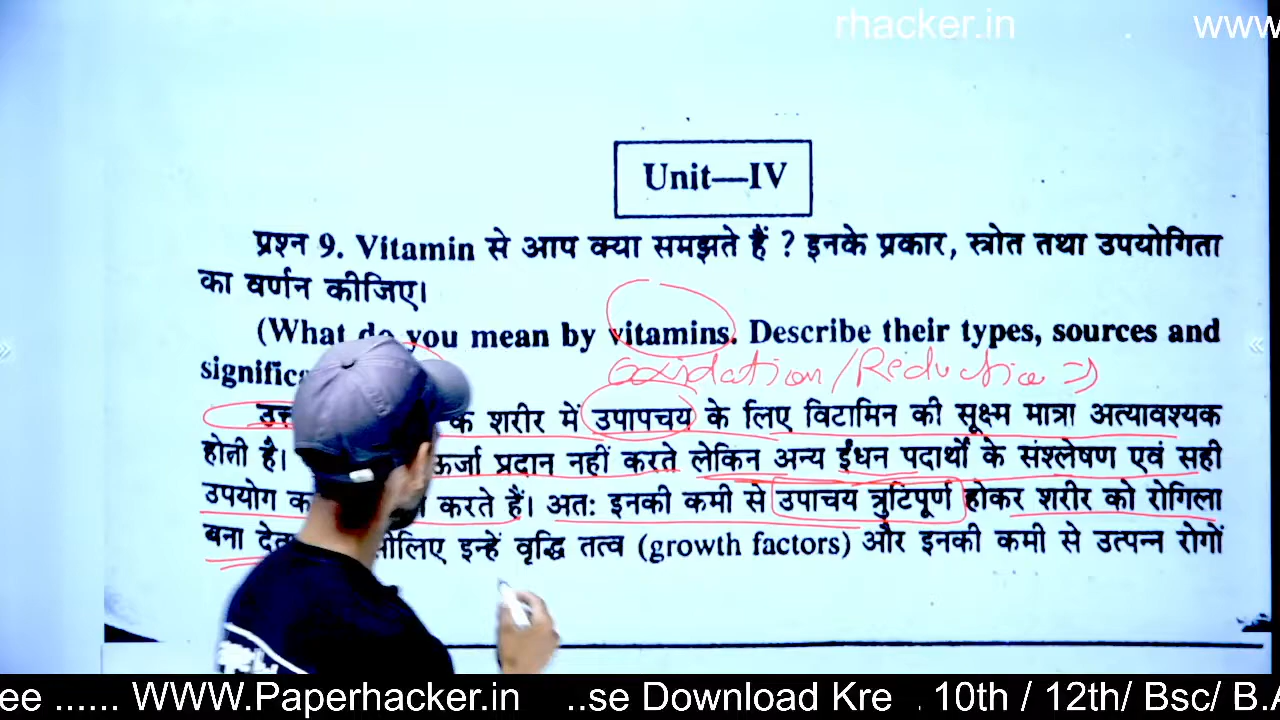 rhacker.in . www
Unit—IV
प्रश्न 9. Vitamin से आप क्या समझते हैं ? इनके प्रकार, स्त्रोत तथा उपयोगिता
का वर्णन कीजिए।
(What do you mean by vitamins. Describe their types, sources and
oxidation/Reduction ⇒
शरीर में उपापचय के लिए विटामिन की सूक्ष्म मात्रा अत्यावश्यक
होती है। ऊर्जा प्रदान नहीं करते लेकिन अन्य ईंधन पदार्थों के संश्लेषण एवं सही
उपयोग करते हैं। अतः इनकी कमी से उपाचय त्रुटिपूर्ण होकर शरीर को रोगिला
बना इन्हें वृद्धि तत्व (growth factors) और इनकी कमी से उत्पन्न रोगों
ee ...... WWW.Paperhacker.in ..se Download Kre . 10th / 12th/ Bsc/ B.A